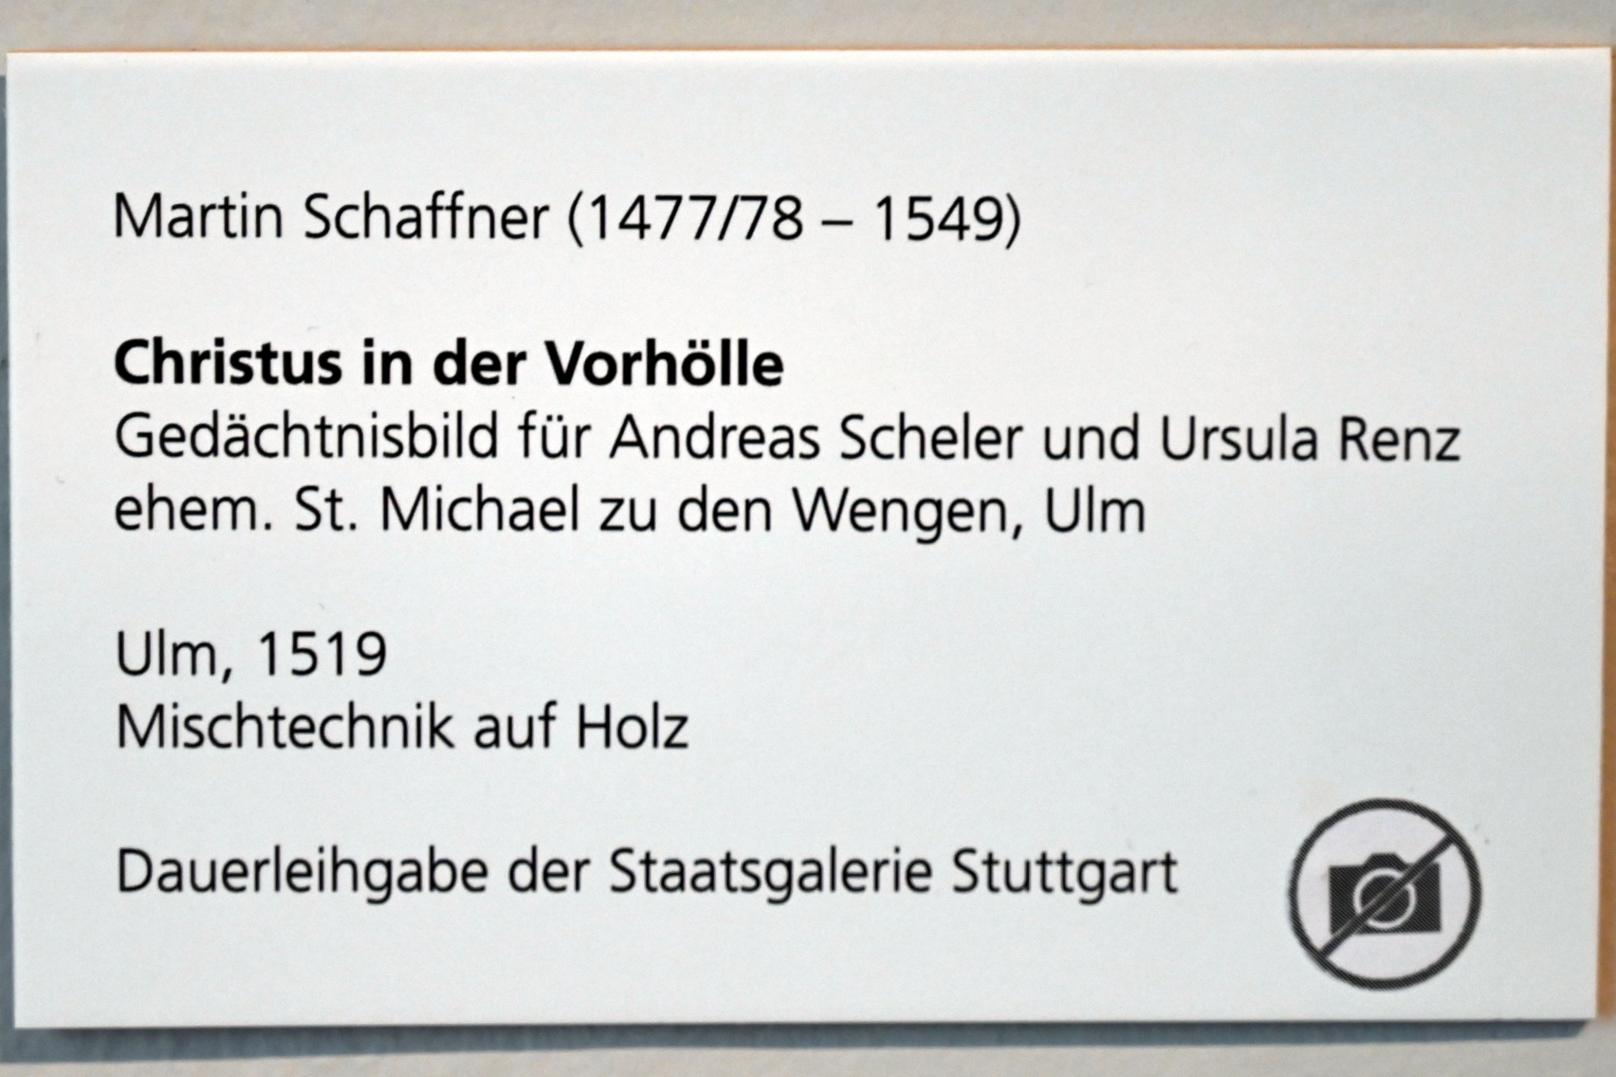 Martin Schaffner (1477/78 – 1549)
Christus in der Vorhölle
Gedächtnisbild für Andreas Scheler und Ursula Renz
ehem. St. Michael zu den Wengen, Ulm
Ulm, 1519
Mischtechnik auf Holz
Dauerleihgabe der Staatsgalerie Stuttgart